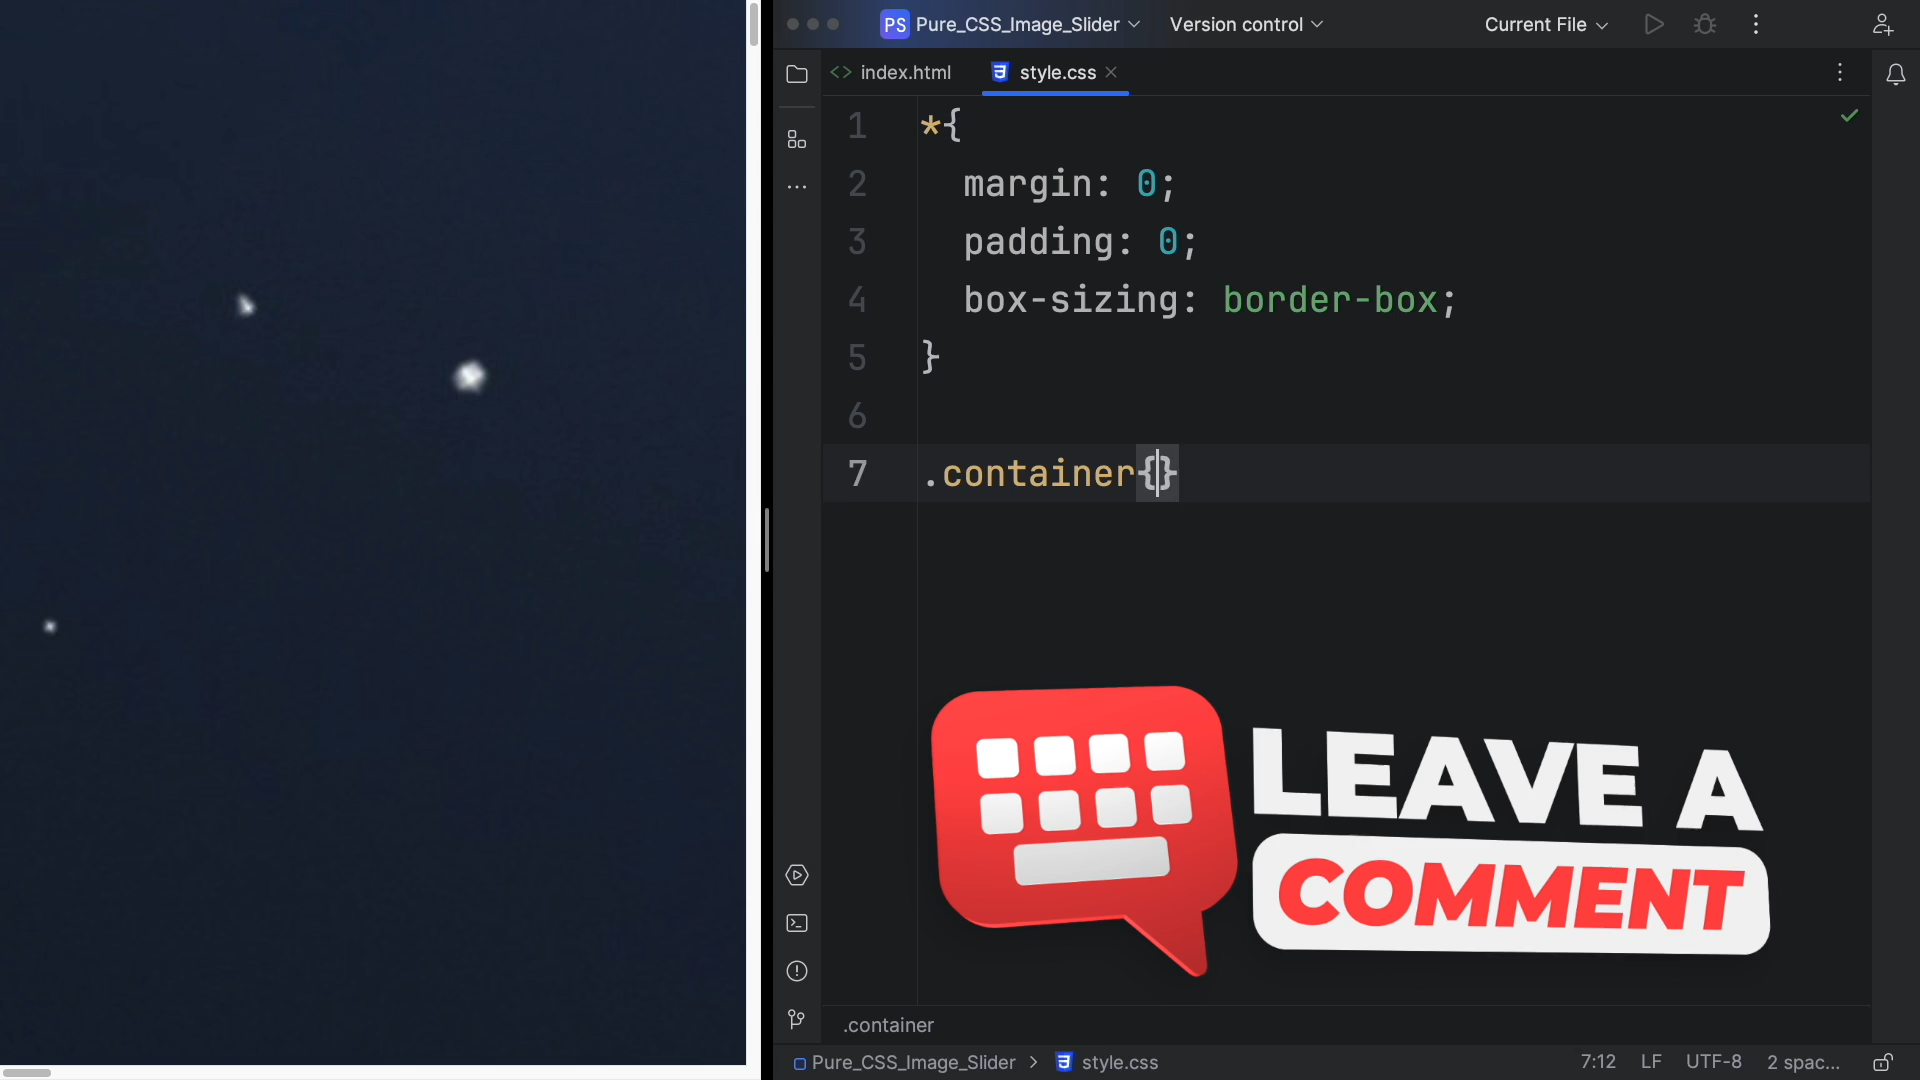 PS Pure_CSS_Image_Slider Version control Current File
index.html style.css
1 *{
2 margin: 0;
3 padding: 0;
4 box-sizing: border-box;
5 }
6
7 .container{}
LEAVE A
COMMENT
.container
Pure_CSS_Image_Slider > style.css 7:12 LF UTF-8 2 spac...